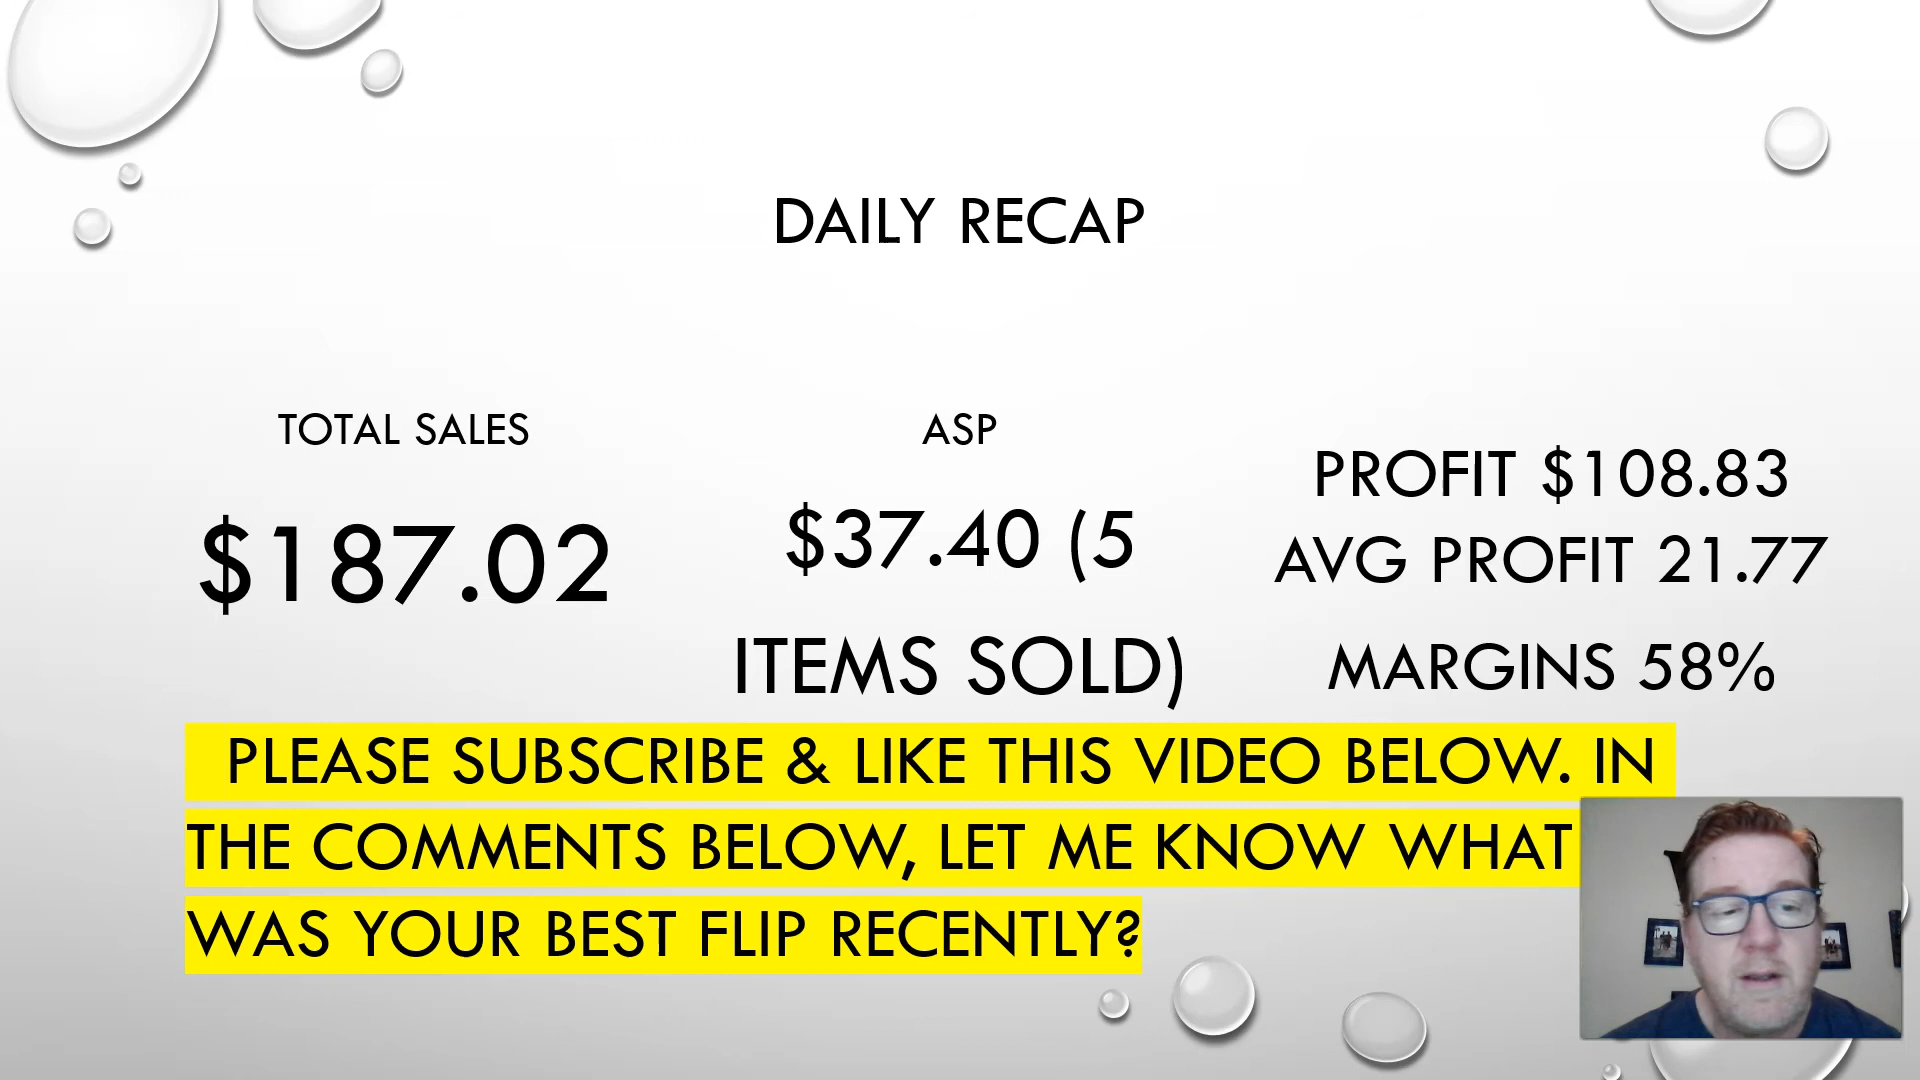 DAILY RECAP
TOTAL SALES
$187.02
ASP
$37.40 (5
ITEMS SOLD)
PROFIT $108.83
AVG PROFIT 21.77
MARGINS 58%
PLEASE SUBSCRIBE & LIKE THIS VIDEO BELOW. IN
THE COMMENTS BELOW, LET ME KNOW WHAT
WAS YOUR BEST FLIP RECENTLY?